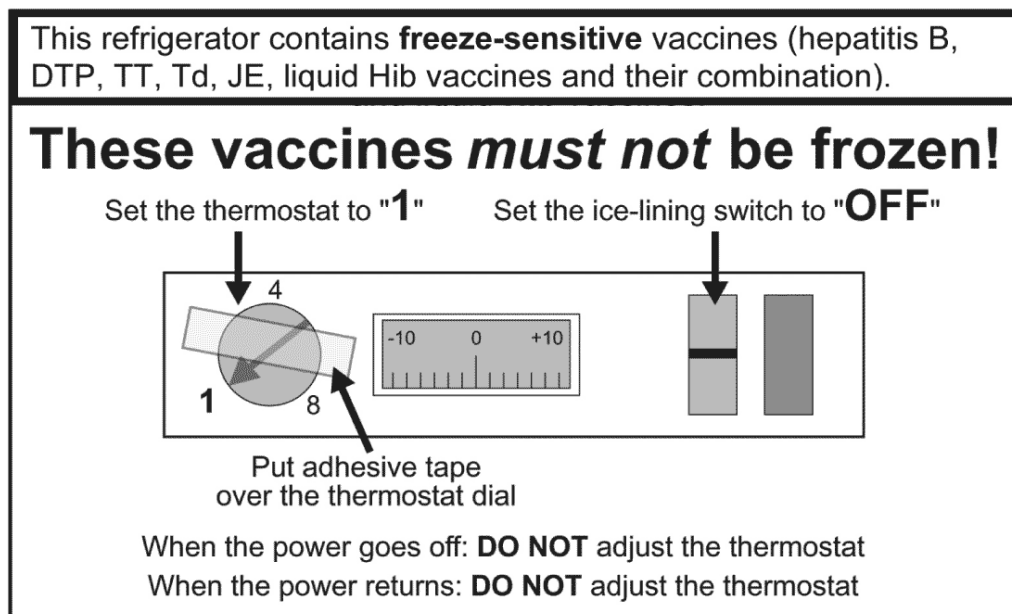 This refrigerator contains freeze-sensitive vaccines (hepatitis B,
DTP, TT, Td, JE, liquid Hib vaccines and their combination).
These vaccines must not be frozen!
Set the thermostat to "1"
Set the ice-lining switch to "OFF"
4
1
8
-10 0 +10
Put adhesive tape
over the thermostat dial
When the power goes off: DO NOT adjust the thermostat
When the power returns: DO NOT adjust the thermostat